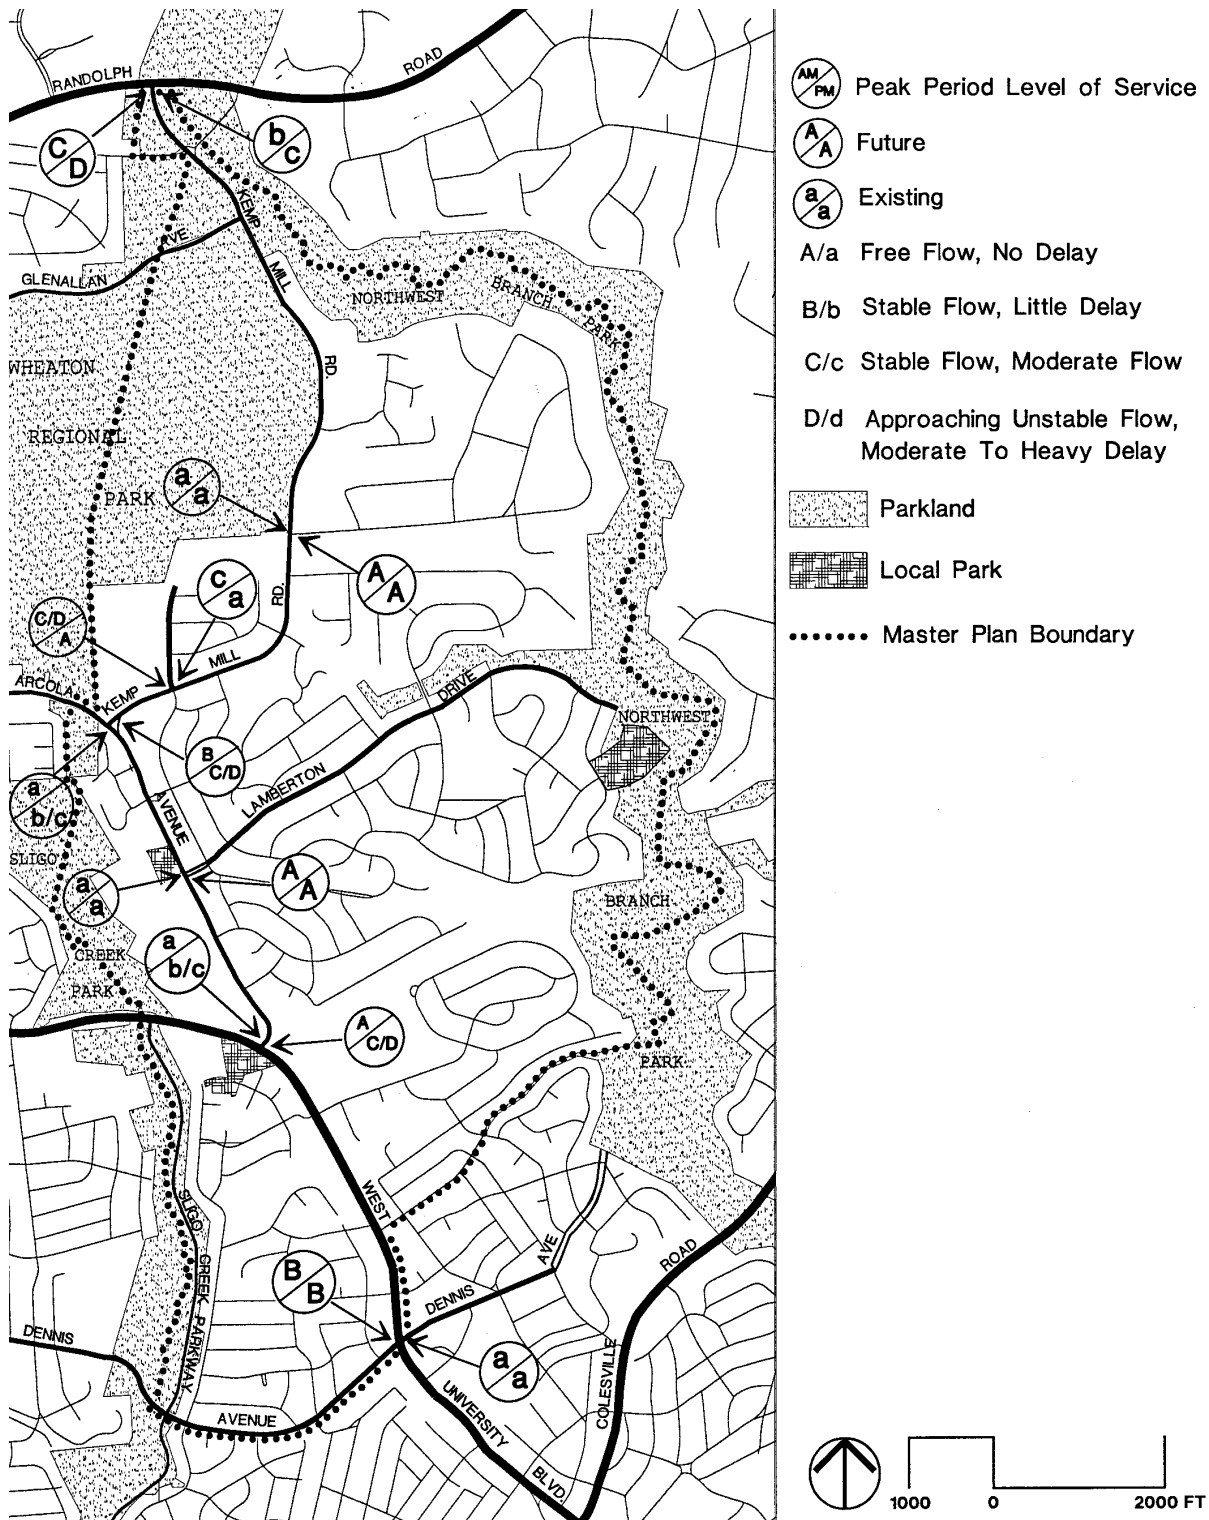 RANDOLPH
ROAD
C
D
b
c
KEMP
MILL
RD.
GLENALLAN
AVE
NORTHWEST
BRANCH
PARK
WHEATON
REGIONAL
PARK
a
a
A
A
c
a
RD.
C/D
A
ARCOLA
KEMP
MILL
B
C/D
a
b/c
AVENUE
LAMBERTON
DRIVE
NORTHWEST
SLIGO
a
a
A
A
BRANCH
CREEK
PARK
a
b/c
A
C/D
PARK
WEST
SLIGO
CREEK PARKWAY
B
B
DENNIS
AVE
ROAD
DENNIS
a
a
COLESVILLE
AVENUE
UNIVERSITY
BLVD.
AM
PM
Peak Period Level of Service
A
A
Future
a
a
Existing
A/a Free Flow, No Delay
B/b Stable Flow, Little Delay
C/c Stable Flow, Moderate Flow
D/d Approaching Unstable Flow,
Moderate To Heavy Delay
Parkland
Local Park
Master Plan Boundary
1000 0 2000 FT